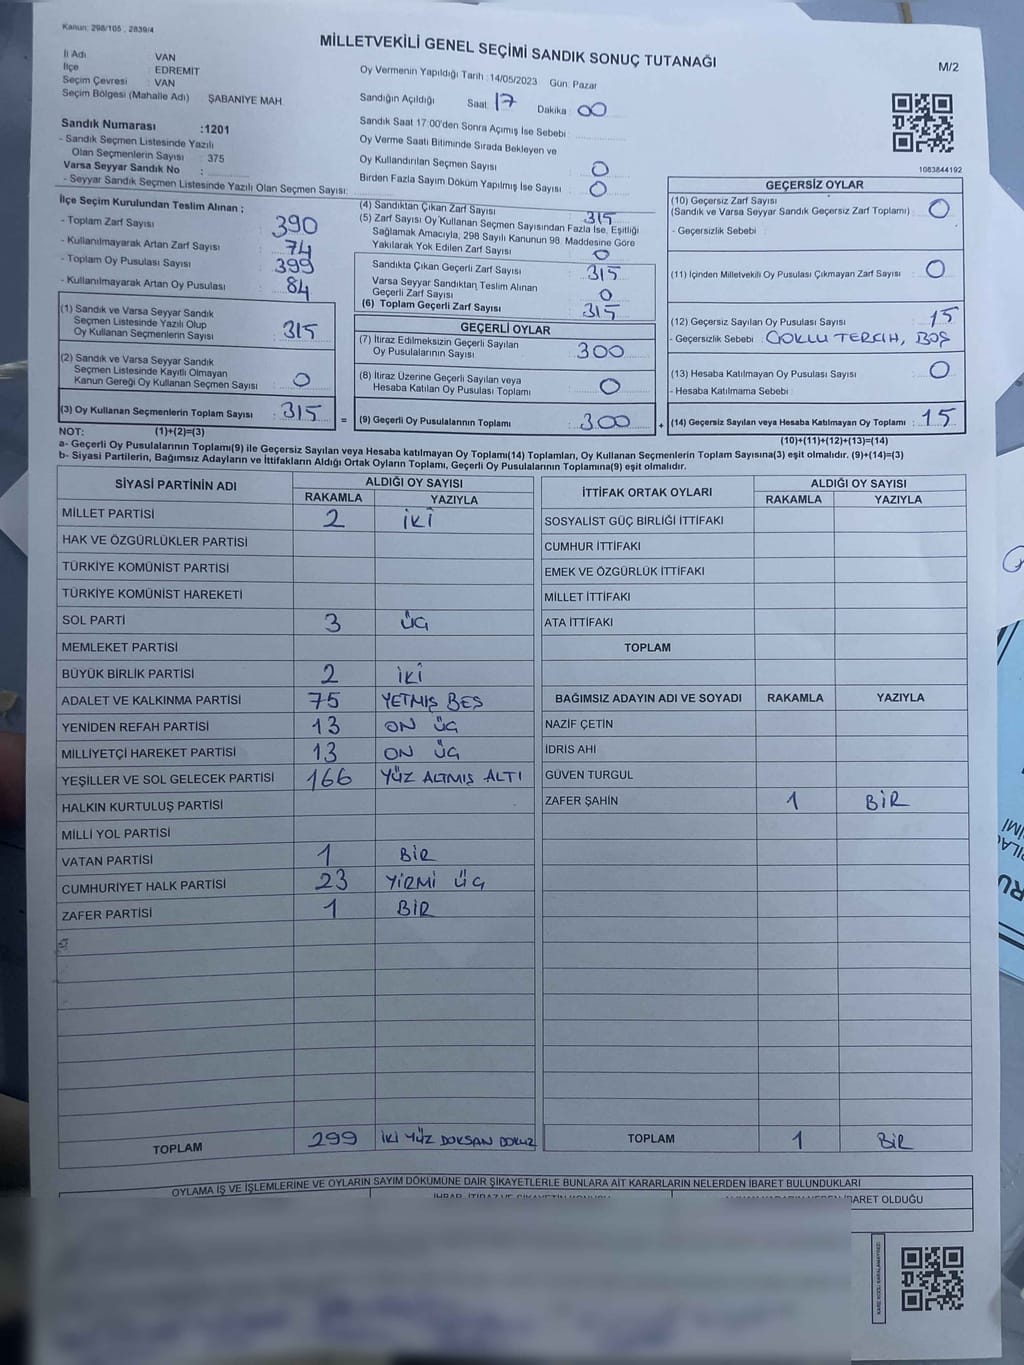 Kanun: 298/105 , 2839/4
MİLLETVEKİLİ GENEL SEÇİMİ SANDIK SONUÇ TUTANAĞI
M/2
İl Adı : VAN
İlçe : EDREMİT
Seçim Çevresi : VAN
Seçim Bölgesi (Mahalle Adı) ŞABANİYE MAH.
Sandık Numarası :1201
- Sandık Seçmen Listesinde Yazılı
Olan Seçmenlerin Sayısı : 375
Varsa Seyyar Sandık No :
- Seyyar Sandık Seçmen Listesinde Yazılı Olan Seçmen Sayısı:
Oy Vermenin Yapıldığı Tarih : 14/05/2023 Gün: Pazar
Sandığın Açıldığı Saat 17 Dakika 00
Sandık Saat 17:00'den Sonra Açımış İse Sebebi
Oy Verme Saati Bitiminde Sırada Bekleyen ve
Oy Kullandırılan Seçmen Sayısı 0
Birden Fazla Sayım Döküm Yapılmış İse Sayısı 0
1063844192
İlçe Seçim Kurulundan Teslim Alınan ;
- Toplam Zarf Sayısı 390
- Kullanılmayarak Artan Zarf Sayısı 74
- Toplam Oy Pusulası Sayısı 399
- Kullanılmayarak Artan Oy Pusulası 84
(1) Sandık ve Varsa Seyyar Sandık
Seçmen Listesinde Yazılı Olup
Oy Kullanan Seçmenlerin Sayısı 315
(2) Sandık ve Varsa Seyyar Sandık
Seçmen Listesinde Kayıtlı Olmayan
Kanun Gereği Oy Kullanan Seçmen Sayısı 0
(3) Oy Kullanan Seçmenlerin Toplam Sayısı : 315 =
(4) Sandıktan Çıkan Zarf Sayısı 315
(5) Zarf Sayısı Oy Kullanan Seçmen Sayısından Fazla İse, Eşitliği
Sağlamak Amacıyla, 298 Sayılı Kanunun 98. Maddesine Göre
Yakılarak Yok Edilen Zarf Sayısı 0
Sandıkta Çıkan Geçerli Zarf Sayısı 315
Varsa Seyyar Sandıktan Teslim Alınan
Geçerli Zarf Sayısı 0
(6) Toplam Geçerli Zarf Sayısı 315
GEÇERLİ OYLAR
(7) İtiraz Edilmeksizin Geçerli Sayılan
Oy Pusulalarının Sayısı 300
(8) İtiraz Üzerine Geçerli Sayılan veya
Hesaba Katılan Oy Pusulası Toplamı 0
(9) Geçerli Oy Pusulalarının Toplamı : 300 +
GEÇERSİZ OYLAR
(10) Geçersiz Zarf Sayısı
(Sandık ve Varsa Seyyar Sandık Geçersiz Zarf Toplamı) : 0
- Geçersizlik Sebebi :
(11) İçinden Milletvekili Oy Pusulası Çıkmayan Zarf Sayısı : 0
(12) Geçersiz Sayılan Oy Pusulası Sayısı : 15
- Geçersizlik Sebebi : ÇOKLU TERCİH, BOŞ
(13) Hesaba Katılmayan Oy Pusulası Sayısı : 0
- Hesaba Katılmama Sebebi :
(14) Geçersiz Sayılan veya Hesaba Katılmayan Oy Toplamı : 15
NOT: (1)+(2)=(3)
(10)+(11)+(12)+(13)=(14)
a- Geçerli Oy Pusulalarının Toplamı(9) ile Geçersiz Sayılan veya Hesaba katılmayan Oy Toplamı(14) Toplamları, Oy Kullanan Seçmenlerin Toplam Sayısına(3) eşit olmalıdır. (9)+(14)=(3)
b- Siyasi Partilerin, Bağımsız Adayların ve İttifakların Aldığı Ortak Oyların Toplamı, Geçerli Oy Pusulalarının Toplamına(9) eşit olmalıdır.
SİYASİ PARTİNİN ADI
ALDIĞI OY SAYISI
RAKAMLA YAZIYLA
MİLLET PARTİSİ 2 İKİ
HAK VE ÖZGÜRLÜKLER PARTİSİ
TÜRKİYE KOMÜNİST PARTİSİ
TÜRKİYE KOMÜNİST HAREKETİ
SOL PARTİ 3 ÜÇ
MEMLEKET PARTİSİ
BÜYÜK BİRLİK PARTİSİ 2 İKİ
ADALET VE KALKINMA PARTİSİ 75 YETMİŞ BEŞ
YENİDEN REFAH PARTİSİ 13 ON ÜÇ
MİLLİYETÇİ HAREKET PARTİSİ 13 ON ÜÇ
YEŞİLLER VE SOL GELECEK PARTİSİ 166 YÜZ ALTMIŞ ALTI
HALKIN KURTULUŞ PARTİSİ
MİLLİ YOL PARTİSİ
VATAN PARTİSİ 1 BİR
CUMHURİYET HALK PARTİSİ 23 YİRMİ ÜÇ
ZAFER PARTİSİ 1 BİR
TOPLAM 299 İKİ YÜZ DOKSAN DOKUZ
İTTİFAK ORTAK OYLARI
ALDIĞI OY SAYISI
RAKAMLA YAZIYLA
SOSYALİST GÜÇ BİRLİĞİ İTTİFAKI
CUMHUR İTTİFAKI
EMEK VE ÖZGÜRLÜK İTTİFAKI
MİLLET İTTİFAKI
ATA İTTİFAKI
TOPLAM
BAĞIMSIZ ADAYIN ADI VE SOYADI RAKAMLA YAZIYLA
NAZİF ÇETİN
İDRİS AHİ
GÜVEN TURGUL
ZAFER ŞAHİN 1 BİR
TOPLAM 1 BİR
OYLAMA İŞ VE İŞLEMLERİNE VE OYLARIN SAYIM DÖKÜMÜNE DAİR ŞİKAYETLERLE BUNLARA AİT KARARLARIN NELERDEN İBARET BULUNDUKLARI
İBARET OLDUĞU